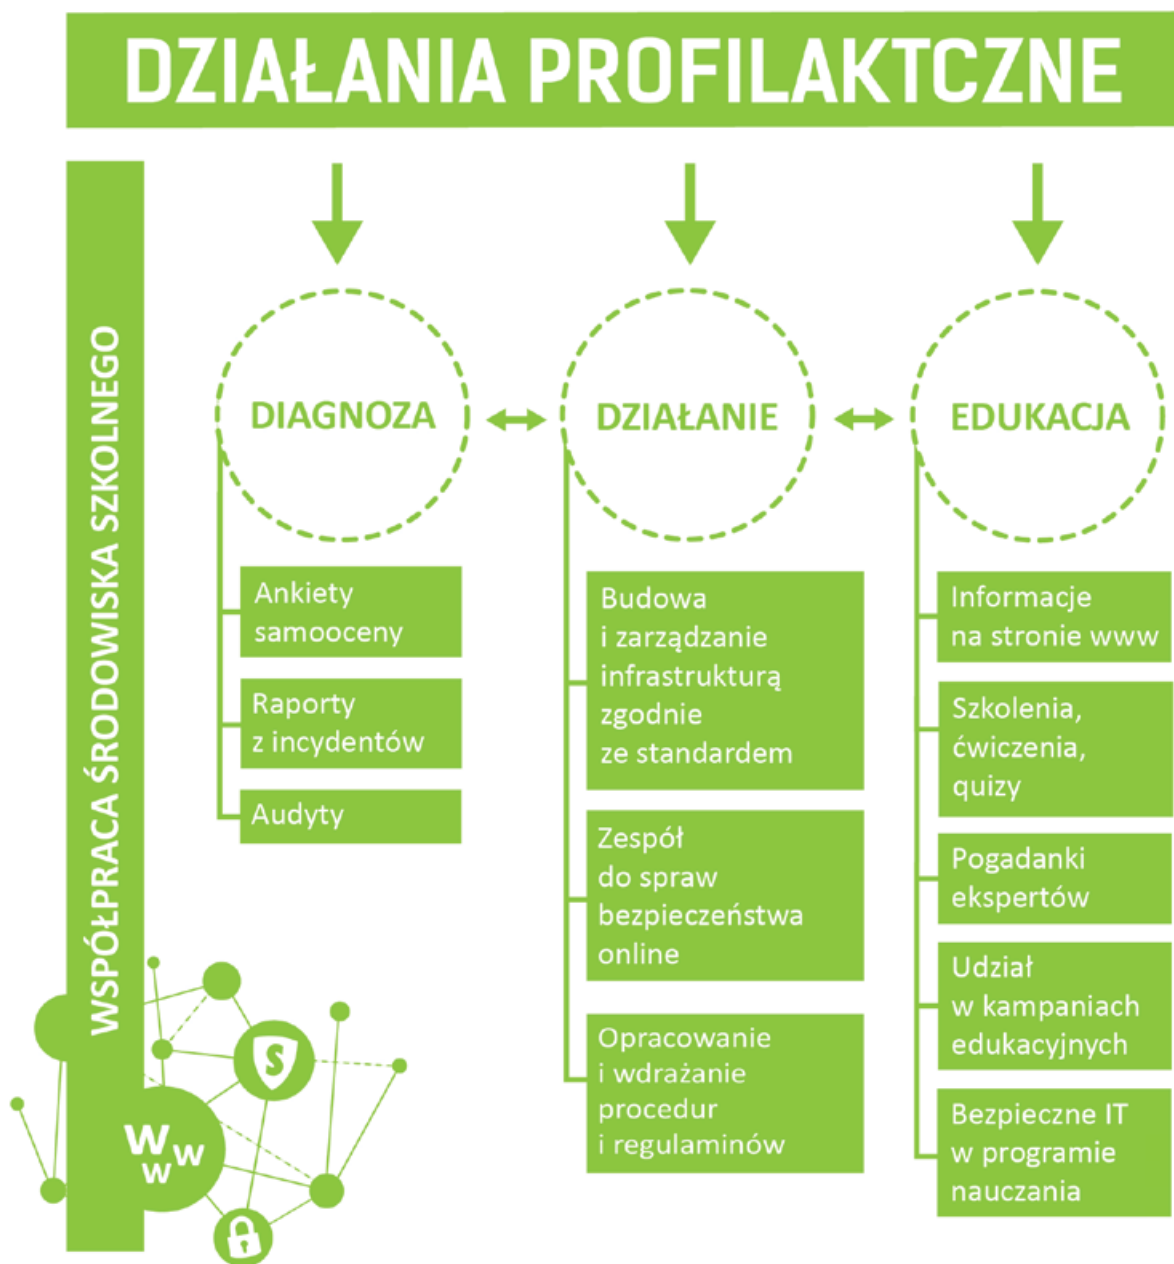 DZIAŁANIA PROFILAKTCZNE
WSPÓŁPRACA ŚRODOWISKA SZKOLNEGO
DIAGNOZA
Ankiety
samooceny
Raporty
z incydentów
Audyty
DZIAŁANIE
Budowa
i zarządzanie
infrastrukturą
zgodnie
ze standardem
Zespół
do spraw
bezpieczeństwa
online
Opracowanie
i wdrażanie
procedur
i regulaminów
EDUKACJA
Informacje
na stronie www
Szkolenia,
ćwiczenia,
quizy
Pogadanki
ekspertów
Udział
w kampaniach
edukacyjnych
Bezpieczne IT
w programie
nauczania
S
W w
w